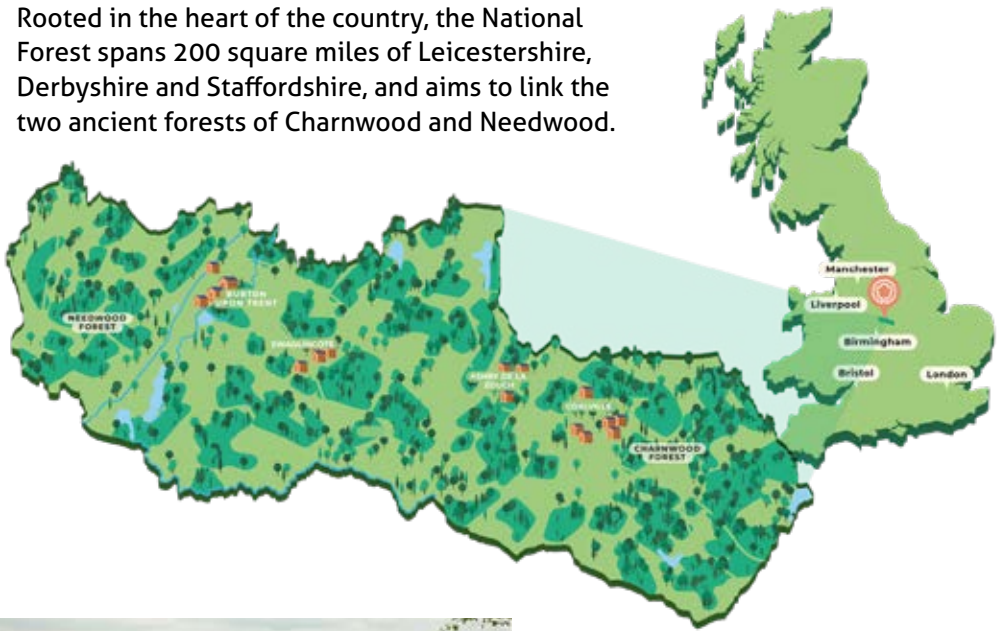 Rooted in the heart of the country, the National
Forest spans 200 square miles of Leicestershire,
Derbyshire and Staffordshire, and aims to link the
two ancient forests of Charnwood and Needwood.
Manchester
Liverpool
Birmingham
Bristol
London
BURTON
UPON TRENT
NEEDWOOD
FOREST
SWADLINCOTE
ASHBY DE LA
ZOUCH
COALVILLE
CHARNWOOD
FOREST